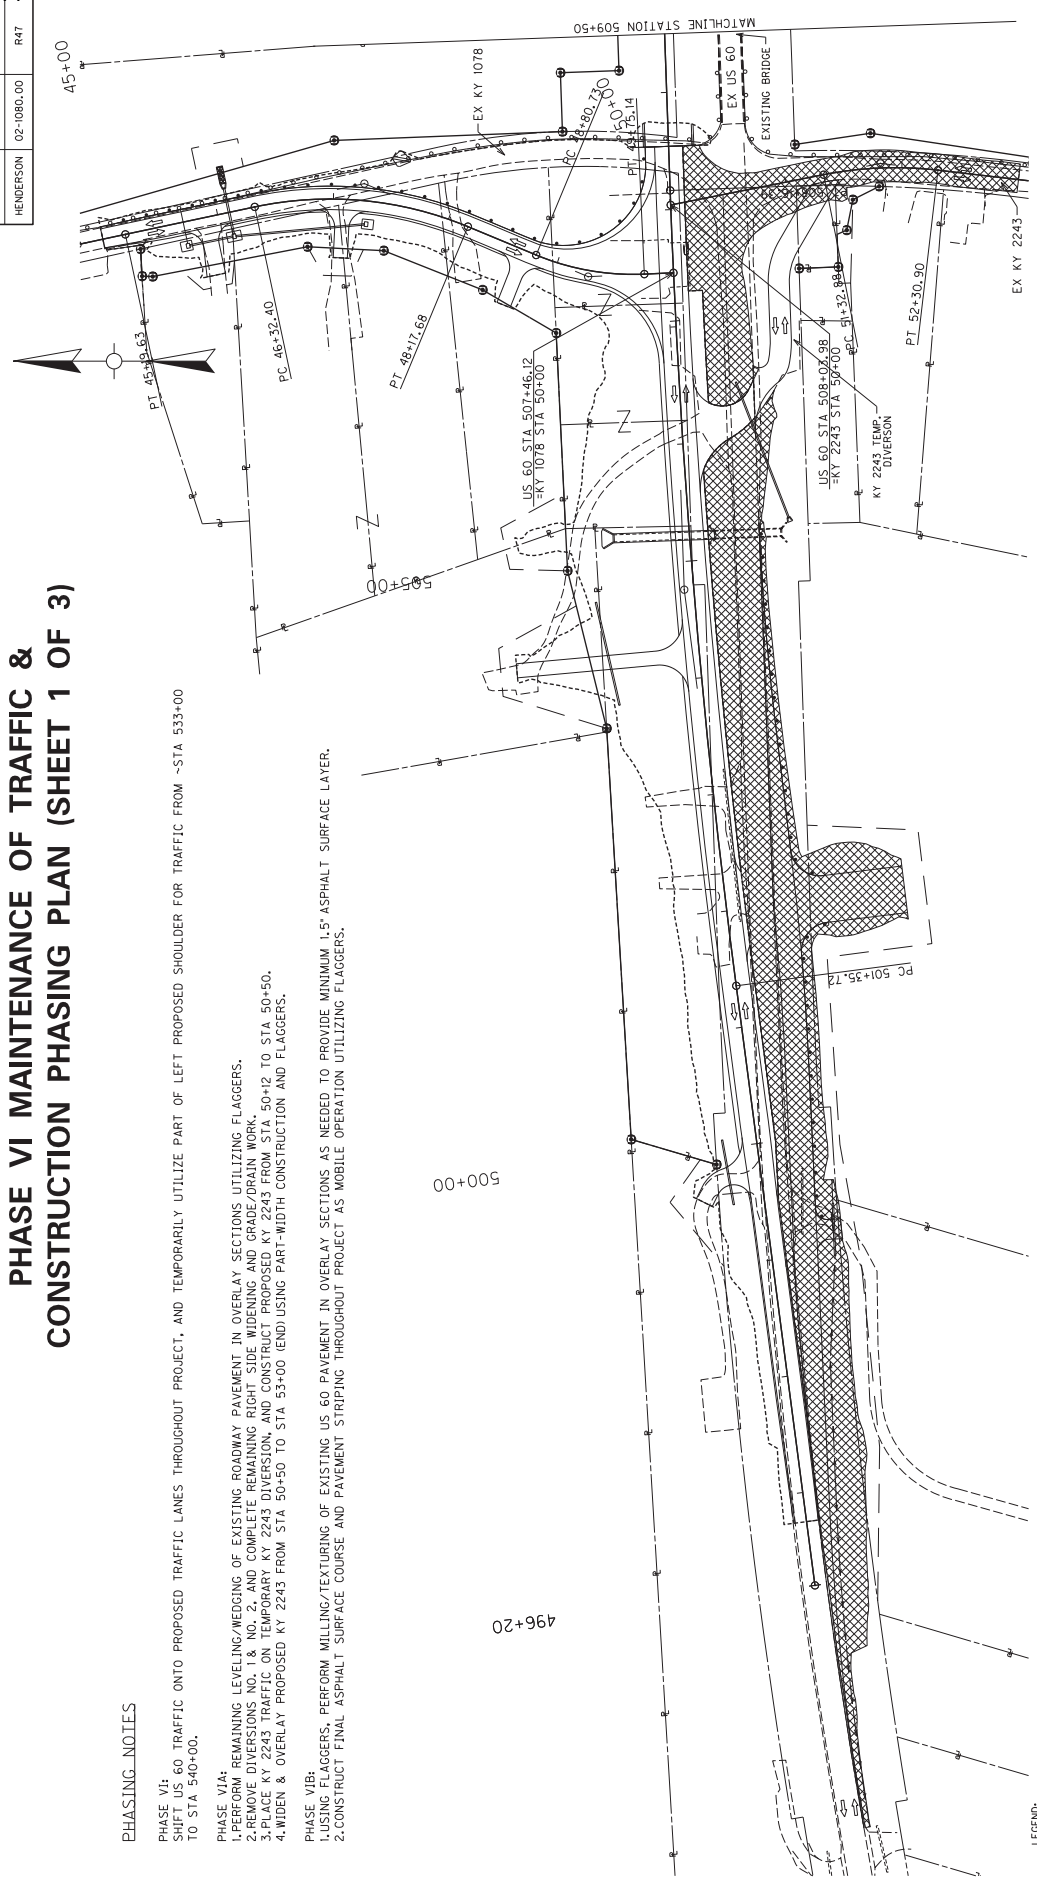 HENDERSON 02-1080.00 R47
PHASE VI MAINTENANCE OF TRAFFIC &
CONSTRUCTION PHASING PLAN (SHEET 1 OF 3)
PHASING NOTES
PHASE VI:
SHIFT US 60 TRAFFIC ONTO PROPOSED TRAFFIC LANES THROUGHOUT PROJECT, AND TEMPORARILY UTILIZE PART OF LEFT PROPOSED SHOULDER FOR TRAFFIC FROM ~STA 533+00
TO STA 540+00.
PHASE VIA:
1.PERFORM REMAINING LEVELING/WEDGING OF EXISTING ROADWAY PAVEMENT IN OVERLAY SECTIONS UTILIZING FLAGGERS.
2.REMOVE DIVERSIONS NO. 1 & NO. 2, AND COMPLETE REMAINING RIGHT SIDE WIDENING AND GRADE/DRAIN WORK.
3.PLACE KY 2243 TRAFFIC ON TEMPORARY KY 2243 DIVERSION, AND CONSTRUCT PROPOSED KY 2243 FROM STA 50+12 TO STA 50+50.
4.WIDEN & OVERLAY PROPOSED KY 2243 FROM STA 50+50 TO STA 53+00 (END) USING PART-WIDTH CONSTRUCTION AND FLAGGERS.
PHASE VIB:
1.USING FLAGGERS, PERFORM MILLING/TEXTURING OF EXISTING US 60 PAVEMENT IN OVERLAY SECTIONS AS NEEDED TO PROVIDE MINIMUM 1.5" ASPHALT SURFACE LAYER.
2.CONSTRUCT FINAL ASPHALT SURFACE COURSE AND PAVEMENT STRIPING THROUGHOUT PROJECT AS MOBILE OPERATION UTILIZING FLAGGERS.
45+00
PT 45+19.63
PC 46+32.40
PT 48+17.68
EX KY 1078
PC 48+80.730
50+00
MATCHLINE STATION 509+50
EX US 60
EXISTING BRIDGE
US 60 STA 507+46.12
=KY 1078 STA 50+00
US 60 STA 508+03.98
=KY 2243 STA 50+00
KY 2243 TEMP.
DIVERSON
PT 52+30.90
EX KY 2243
505+00
PC 501+35.72
500+00
496+20
LEGEND: